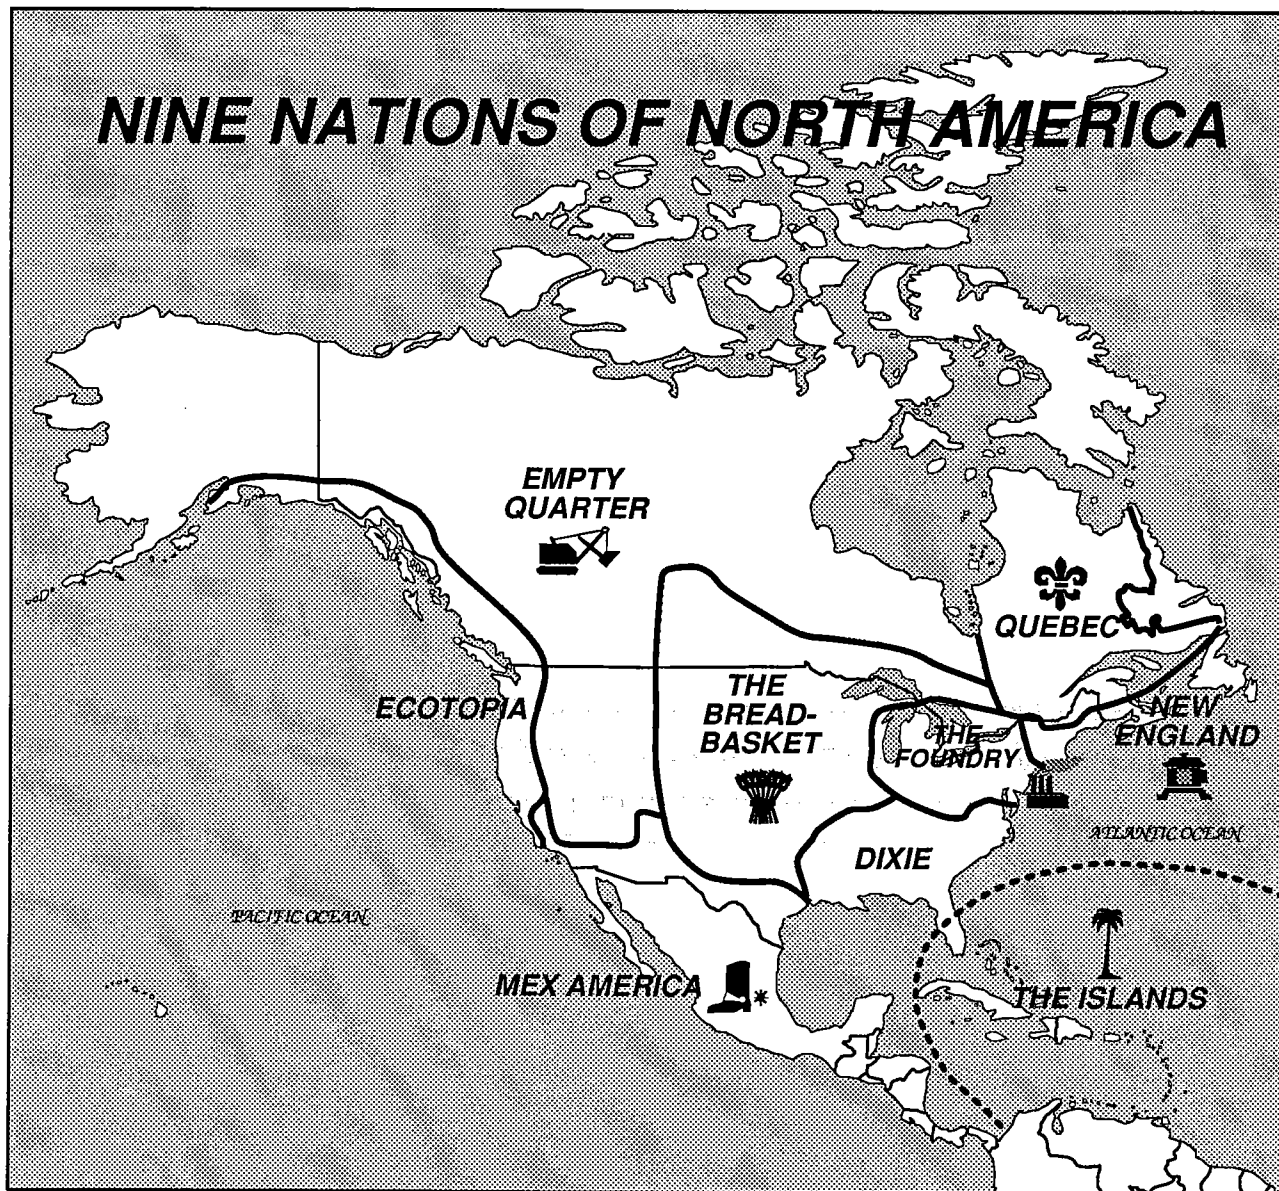 NINE NATIONS OF NORTH AMERICA
EMPTY
QUARTER
QUEBEC
ECOTOPIA
THE
BREAD-
BASKET
THE
FOUNDRY
NEW
ENGLAND
ATLANTIC OCEAN
DIXIE
PACIFIC OCEAN
MEX AMERICA
*
THE ISLANDS